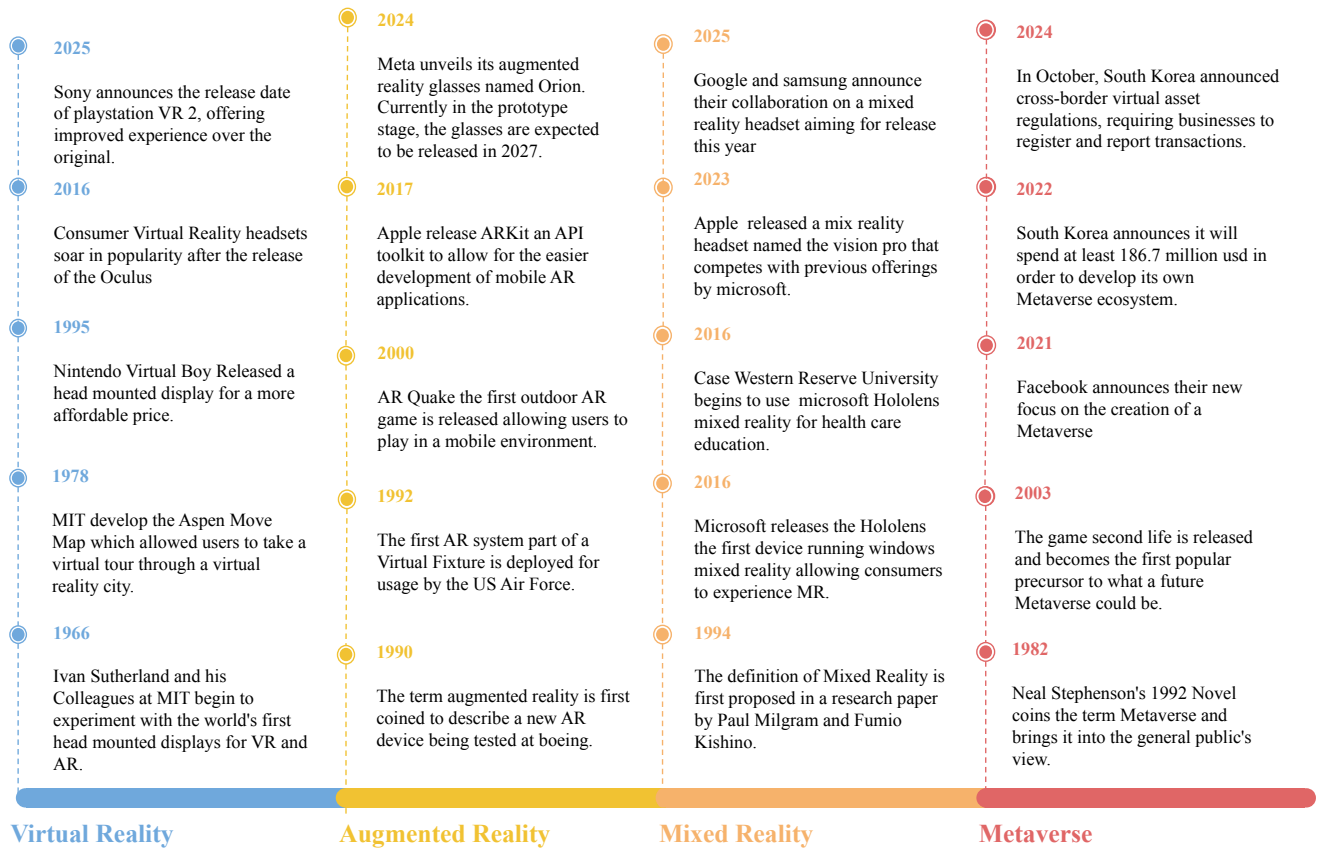 2025
Sony announces the release date
of playstation VR 2, offering
improved experience over the
original.
2016
Consumer Virtual Reality headsets
soar in popularity after the release
of the Oculus
1995
Nintendo Virtual Boy Released a
head mounted display for a more
affordable price.
1978
MIT develop the Aspen Move
Map which allowed users to take a
virtual tour through a virtual
reality city.
1966
Ivan Sutherland and his
Colleagues at MIT begin to
experiment with the world's first
head mounted displays for VR and
AR.
Virtual Reality
2024
Meta unveils its augmented
reality glasses named Orion.
Currently in the prototype
stage, the glasses are expected
to be released in 2027.
2017
Apple release ARKit an API
toolkit to allow for the easier
development of mobile AR
applications.
2000
AR Quake the first outdoor AR
game is released allowing users to
play in a mobile environment.
1992
The first AR system part of a
Virtual Fixture is deployed for
usage by the US Air Force.
1990
The term augmented reality is first
coined to describe a new AR
device being tested at boeing.
Augmented Reality
2025
Google and samsung announce
their collaboration on a mixed
reality headset aiming for release
this year
2023
Apple released a mix reality
headset named the vision pro that
competes with previous offerings
by microsoft.
2016
Case Western Reserve University
begins to use microsoft Hololens
mixed reality for health care
education.
2016
Microsoft releases the Hololens
the first device running windows
mixed reality allowing consumers
to experience MR.
1994
The definition of Mixed Reality is
first proposed in a research paper
by Paul Milgram and Fumio
Kishino.
Mixed Reality
2024
In October, South Korea announced
cross-border virtual asset
regulations, requiring businesses to
register and report transactions.
2022
South Korea announces it will
spend at least 186.7 million usd in
order to develop its own
Metaverse ecosystem.
2021
Facebook announces their new
focus on the creation of a
Metaverse
2003
The game second life is released
and becomes the first popular
precursor to what a future
Metaverse could be.
1982
Neal Stephenson's 1992 Novel
coins the term Metaverse and
brings it into the general public's
view.
Metaverse